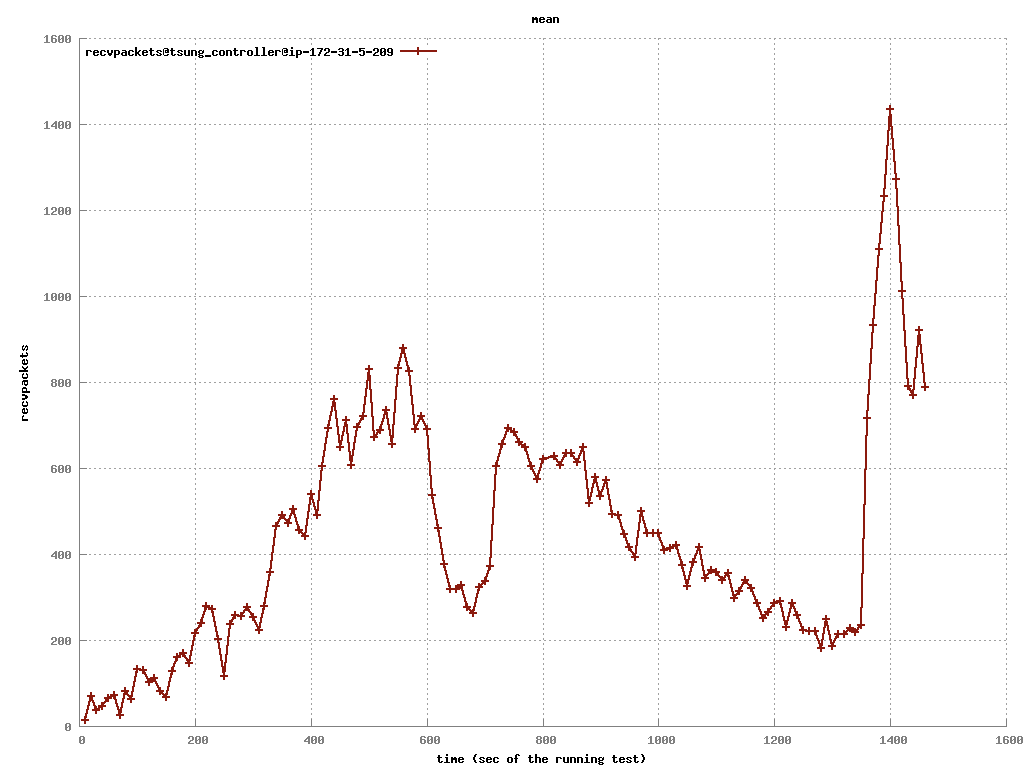 mean
recvpackets@tsung_controller@ip-172-31-5-209
1600
1400
1200
1000
800
600
400
200
0
recvpackets
0 200 400 600 800 1000 1200 1400 1600
time (sec of the running test)